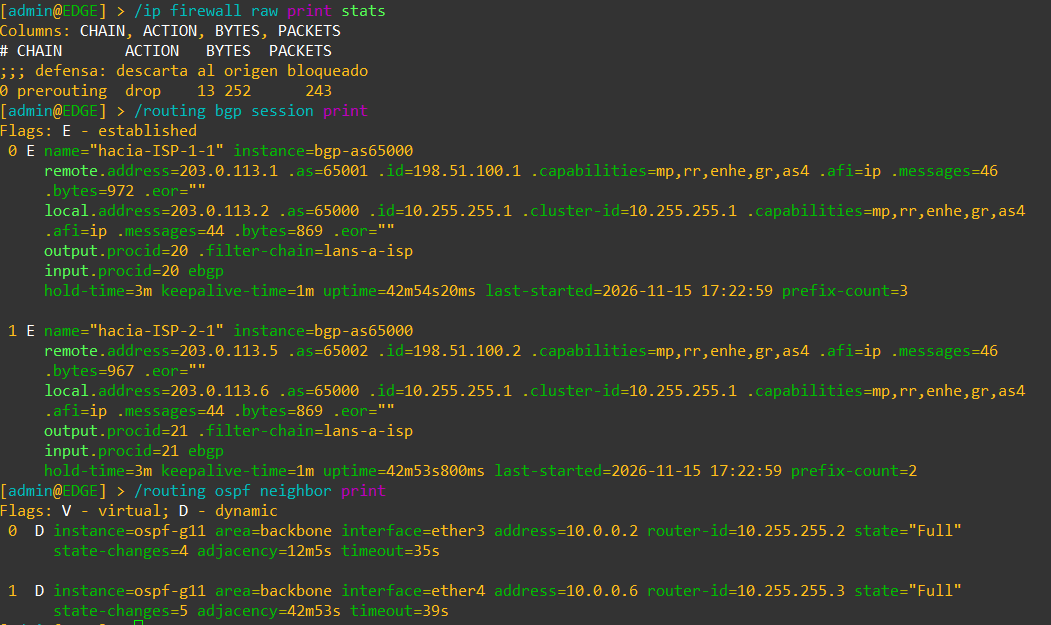 [admin@EDGE] > /ip firewall raw print stats
Columns: CHAIN, ACTION, BYTES, PACKETS
# CHAIN       ACTION   BYTES  PACKETS
;;; defensa: descarta al origen bloqueado
0 prerouting  drop    13 252      243
[admin@EDGE] > /routing bgp session print
Flags: E - established
 0 E name="hacia-ISP-1-1" instance=bgp-as65000
     remote.address=203.0.113.1 .as=65001 .id=198.51.100.1 .capabilities=mp,rr,enhe,gr,as4 .afi=ip .messages=46
     .bytes=972 .eor=""
     local.address=203.0.113.2 .as=65000 .id=10.255.255.1 .cluster-id=10.255.255.1 .capabilities=mp,rr,enhe,gr,as4
     .afi=ip .messages=44 .bytes=869 .eor=""
     output.procid=20 .filter-chain=lans-a-isp
     input.procid=20 ebgp
     hold-time=3m keepalive-time=1m uptime=42m54s20ms last-started=2026-11-15 17:22:59 prefix-count=3

 1 E name="hacia-ISP-2-1" instance=bgp-as65000
     remote.address=203.0.113.5 .as=65002 .id=198.51.100.2 .capabilities=mp,rr,enhe,gr,as4 .afi=ip .messages=46
     .bytes=967 .eor=""
     local.address=203.0.113.6 .as=65000 .id=10.255.255.1 .cluster-id=10.255.255.1 .capabilities=mp,rr,enhe,gr,as4
     .afi=ip .messages=44 .bytes=869 .eor=""
     output.procid=21 .filter-chain=lans-a-isp
     input.procid=21 ebgp
     hold-time=3m keepalive-time=1m uptime=42m53s800ms last-started=2026-11-15 17:22:59 prefix-count=2
[admin@EDGE] > /routing ospf neighbor print
Flags: V - virtual; D - dynamic
 0  D instance=ospf-g11 area=backbone interface=ether3 address=10.0.0.2 router-id=10.255.255.2 state="Full"
      state-changes=4 adjacency=12m5s timeout=35s

 1  D instance=ospf-g11 area=backbone interface=ether4 address=10.0.0.6 router-id=10.255.255.3 state="Full"
      state-changes=5 adjacency=42m53s timeout=39s